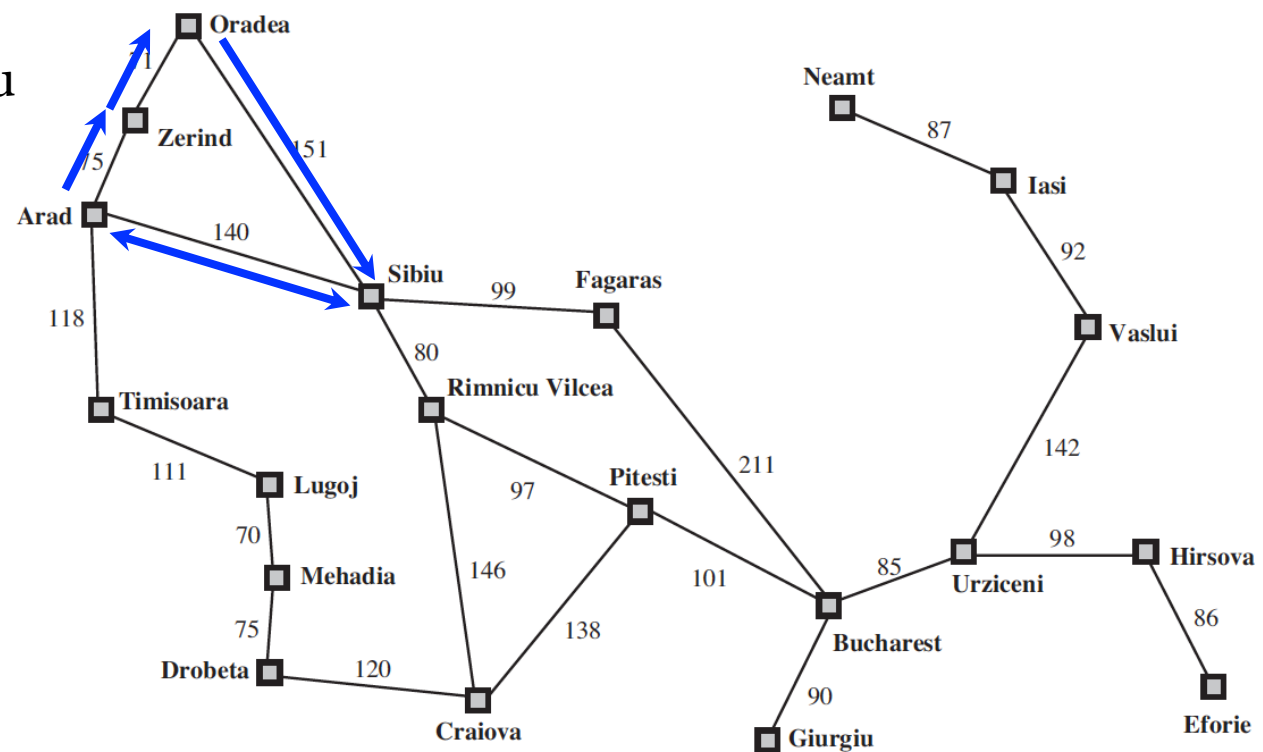 Oradea
u
71
Neamt
87
Zerind
151
75
Iasi
Arad
140
92
Sibiu
Fagaras
99
118
Vaslui
80
Rimnicu Vilcea
Timisoara
142
111
211
Pitesti
Lugoj
97
70
98
Hirsova
Mehadia
146
101
85
Urziceni
86
75
138
Bucharest
Drobeta
120
90
Eforie
Craiova
Giurgiu